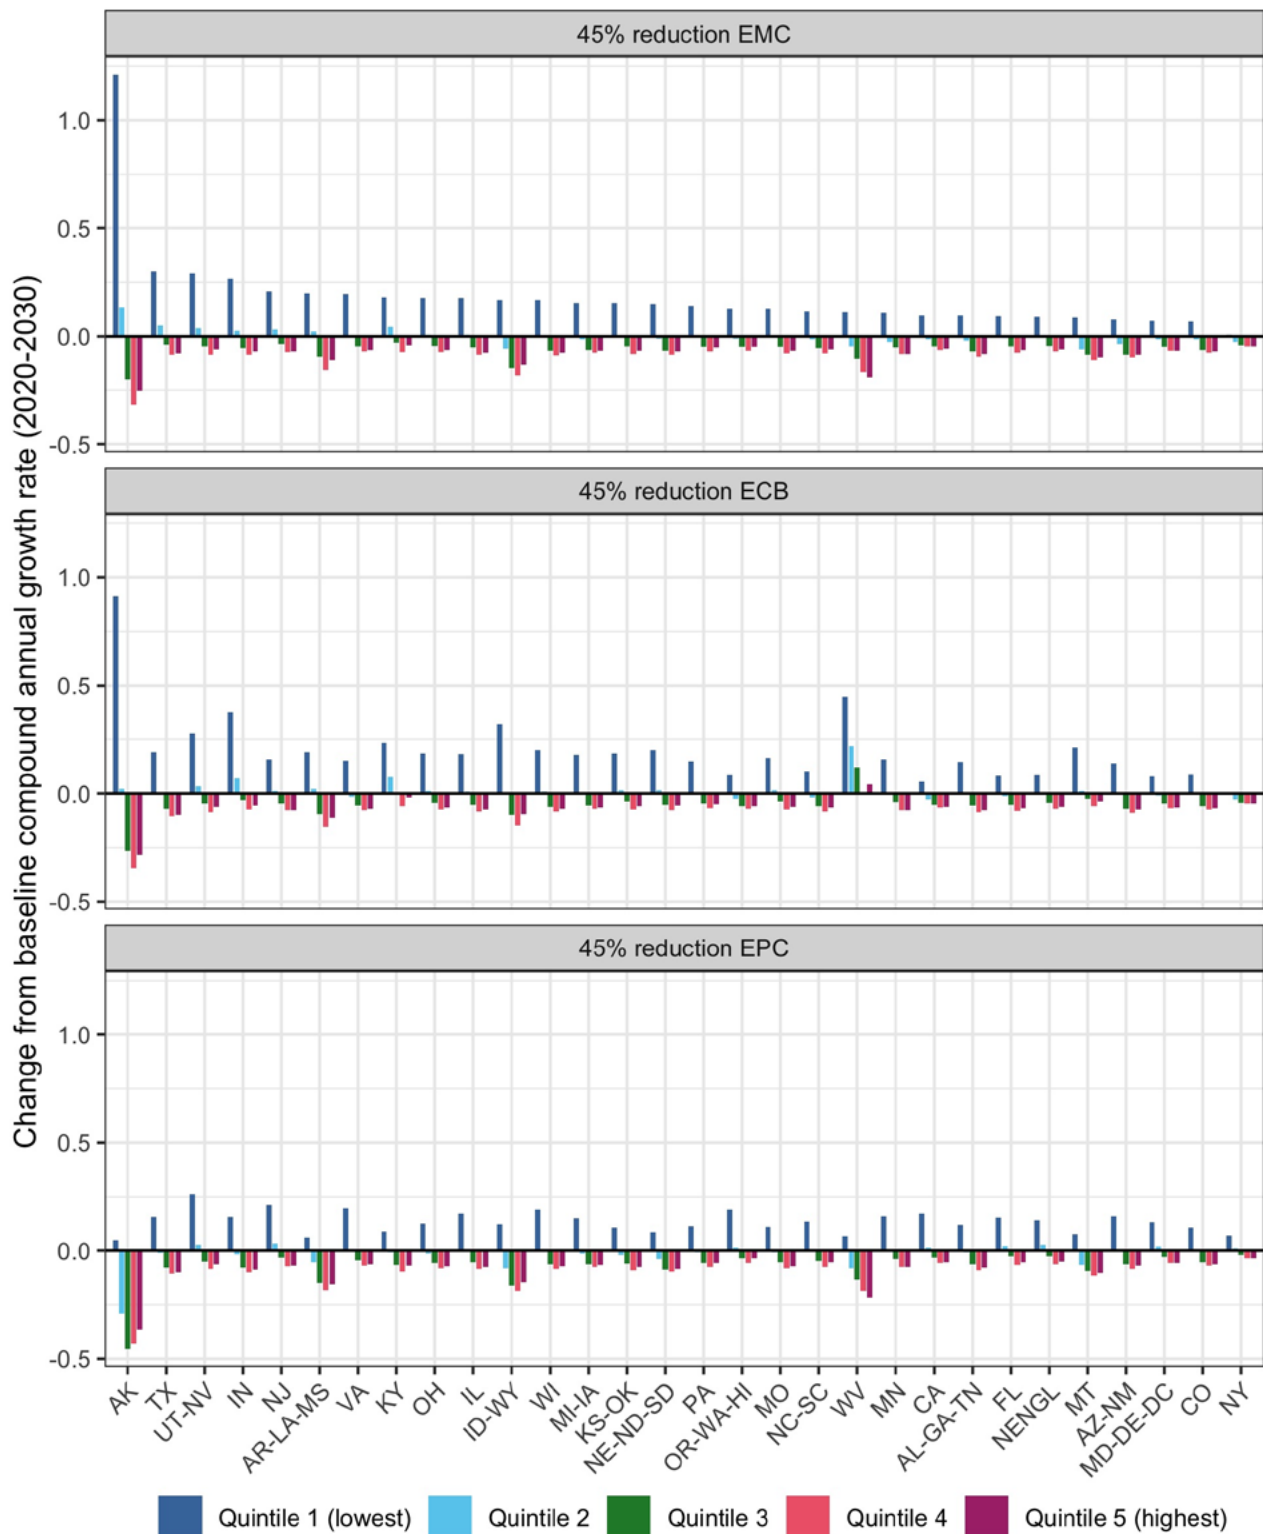 45% reduction EMC
1.0
0.5
0.0
-0.5
45% reduction ECB
1.0
0.5
0.0
-0.5
45% reduction EPC
1.0
0.5
0.0
-0.5
Change from baseline compound annual growth rate (2020-2030)
AK
TX
UT-NV
IN
NJ
AR-LA-MS
VA
KY
OH
IL
ID-WY
WI
MI-IA
KS-OK
NE-ND-SD
PA
OR-WA-HI
MO
NC-SC
WV
MN
CA
AL-GA-TN
FL
NENGL
MT
AZ-NM
MD-DE-DC
CO
NY
Quintile 1 (lowest) Quintile 2 Quintile 3 Quintile 4 Quintile 5 (highest)